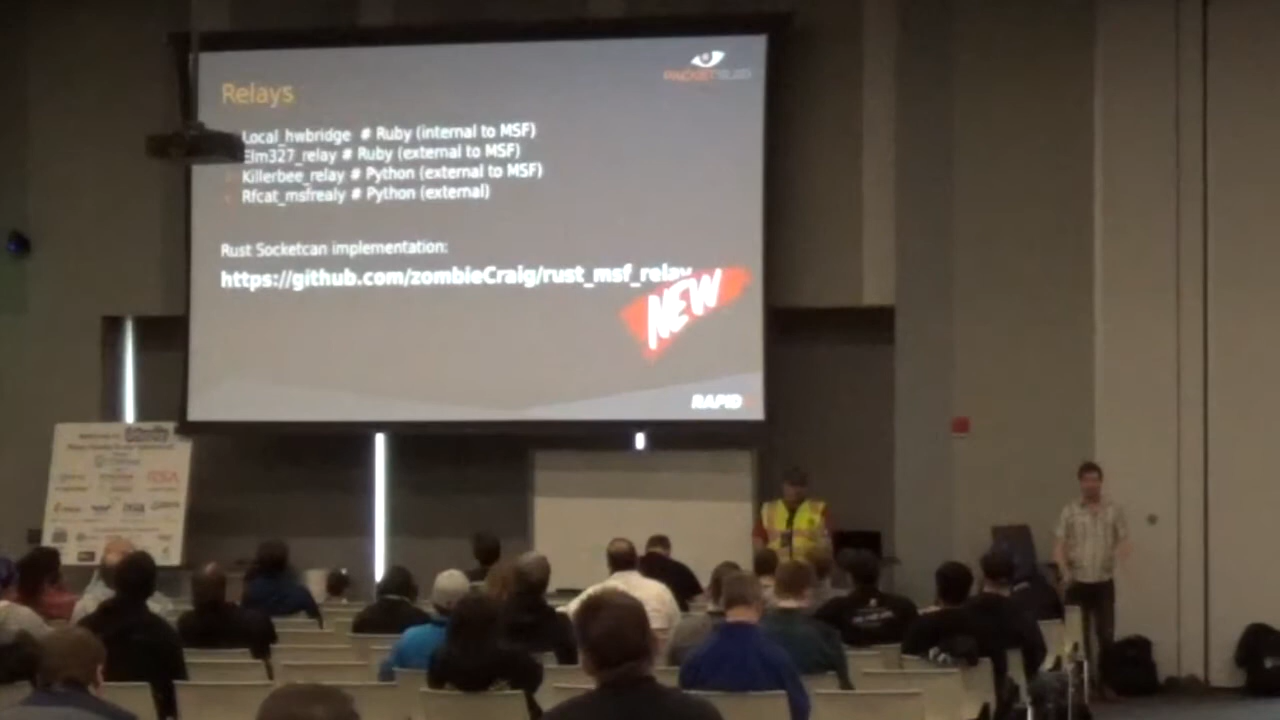 Relays
Local_hwbridge # Ruby (internal to MSF)
Elm327_relay # Ruby (external to MSF)
Killerbee_relay # Python (external to MSF)
Rfcat_msfrealy # Python (external)
Rust Socketcan implementation:
https://github.com/zombieCraig/rust_msf_relay
NEW
RAPID
RSA